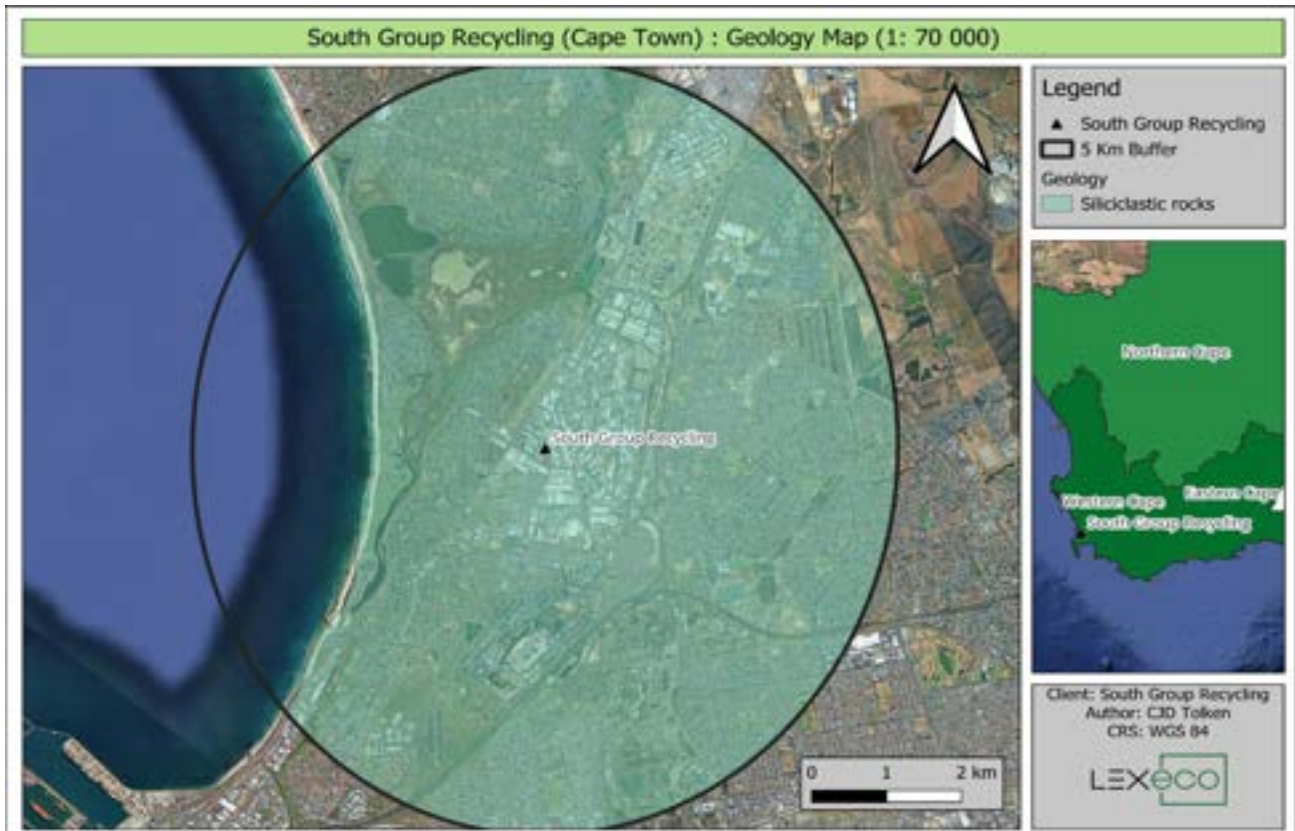 South Group Recycling (Cape Town) : Geology Map (1: 70 000)
South Group Recycling
0 1 2 km
Legend
South Group Recycling
5 Km Buffer
Geology
Siliciclastic rocks
Northern Cape
Western Cape
Eastern Cape
South Group Recycling
Client: South Group Recycling
Author: CJD Tolken
CRS: WGS 84
LEXECO